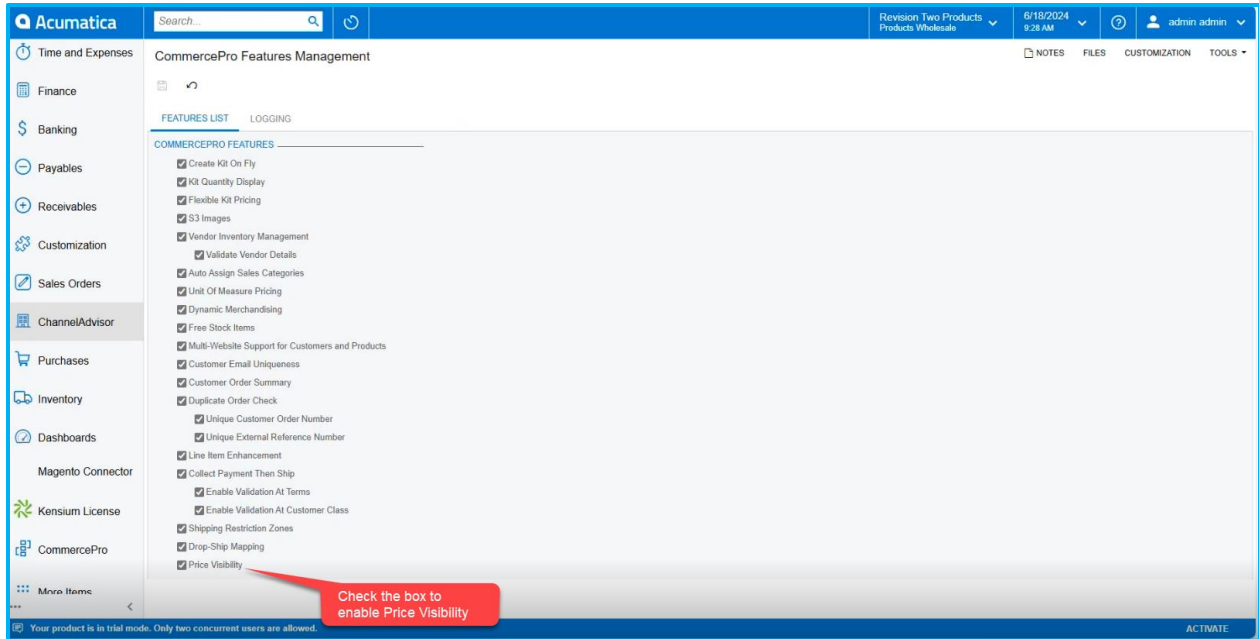 Acumatica
Search...
Revision Two Products
Products Wholesale
6/18/2024
9:28 AM
admin admin
Time and Expenses
Finance
Banking
Payables
Receivables
Customization
Sales Orders
ChannelAdvisor
Purchases
Inventory
Dashboards
Magento Connector
Kensium License
CommercePro
More Items
CommercePro Features Management
NOTES FILES CUSTOMIZATION TOOLS
FEATURES LIST LOGGING
COMMERCEPRO FEATURES
Create Kit On Fly
Kit Quantity Display
Flexible Kit Pricing
S3 Images
Vendor Inventory Management
Validate Vendor Details
Auto Assign Sales Categories
Unit Of Measure Pricing
Dynamic Merchandising
Free Stock Items
Multi-Website Support for Customers and Products
Customer Email Uniqueness
Customer Order Summary
Duplicate Order Check
Unique Customer Order Number
Unique External Reference Number
Line Item Enhancement
Collect Payment Then Ship
Enable Validation At Terms
Enable Validation At Customer Class
Shipping Restriction Zones
Drop-Ship Mapping
Price Visibility
Check the box to
enable Price Visibility
Your product is in trial mode. Only two concurrent users are allowed.
ACTIVATE